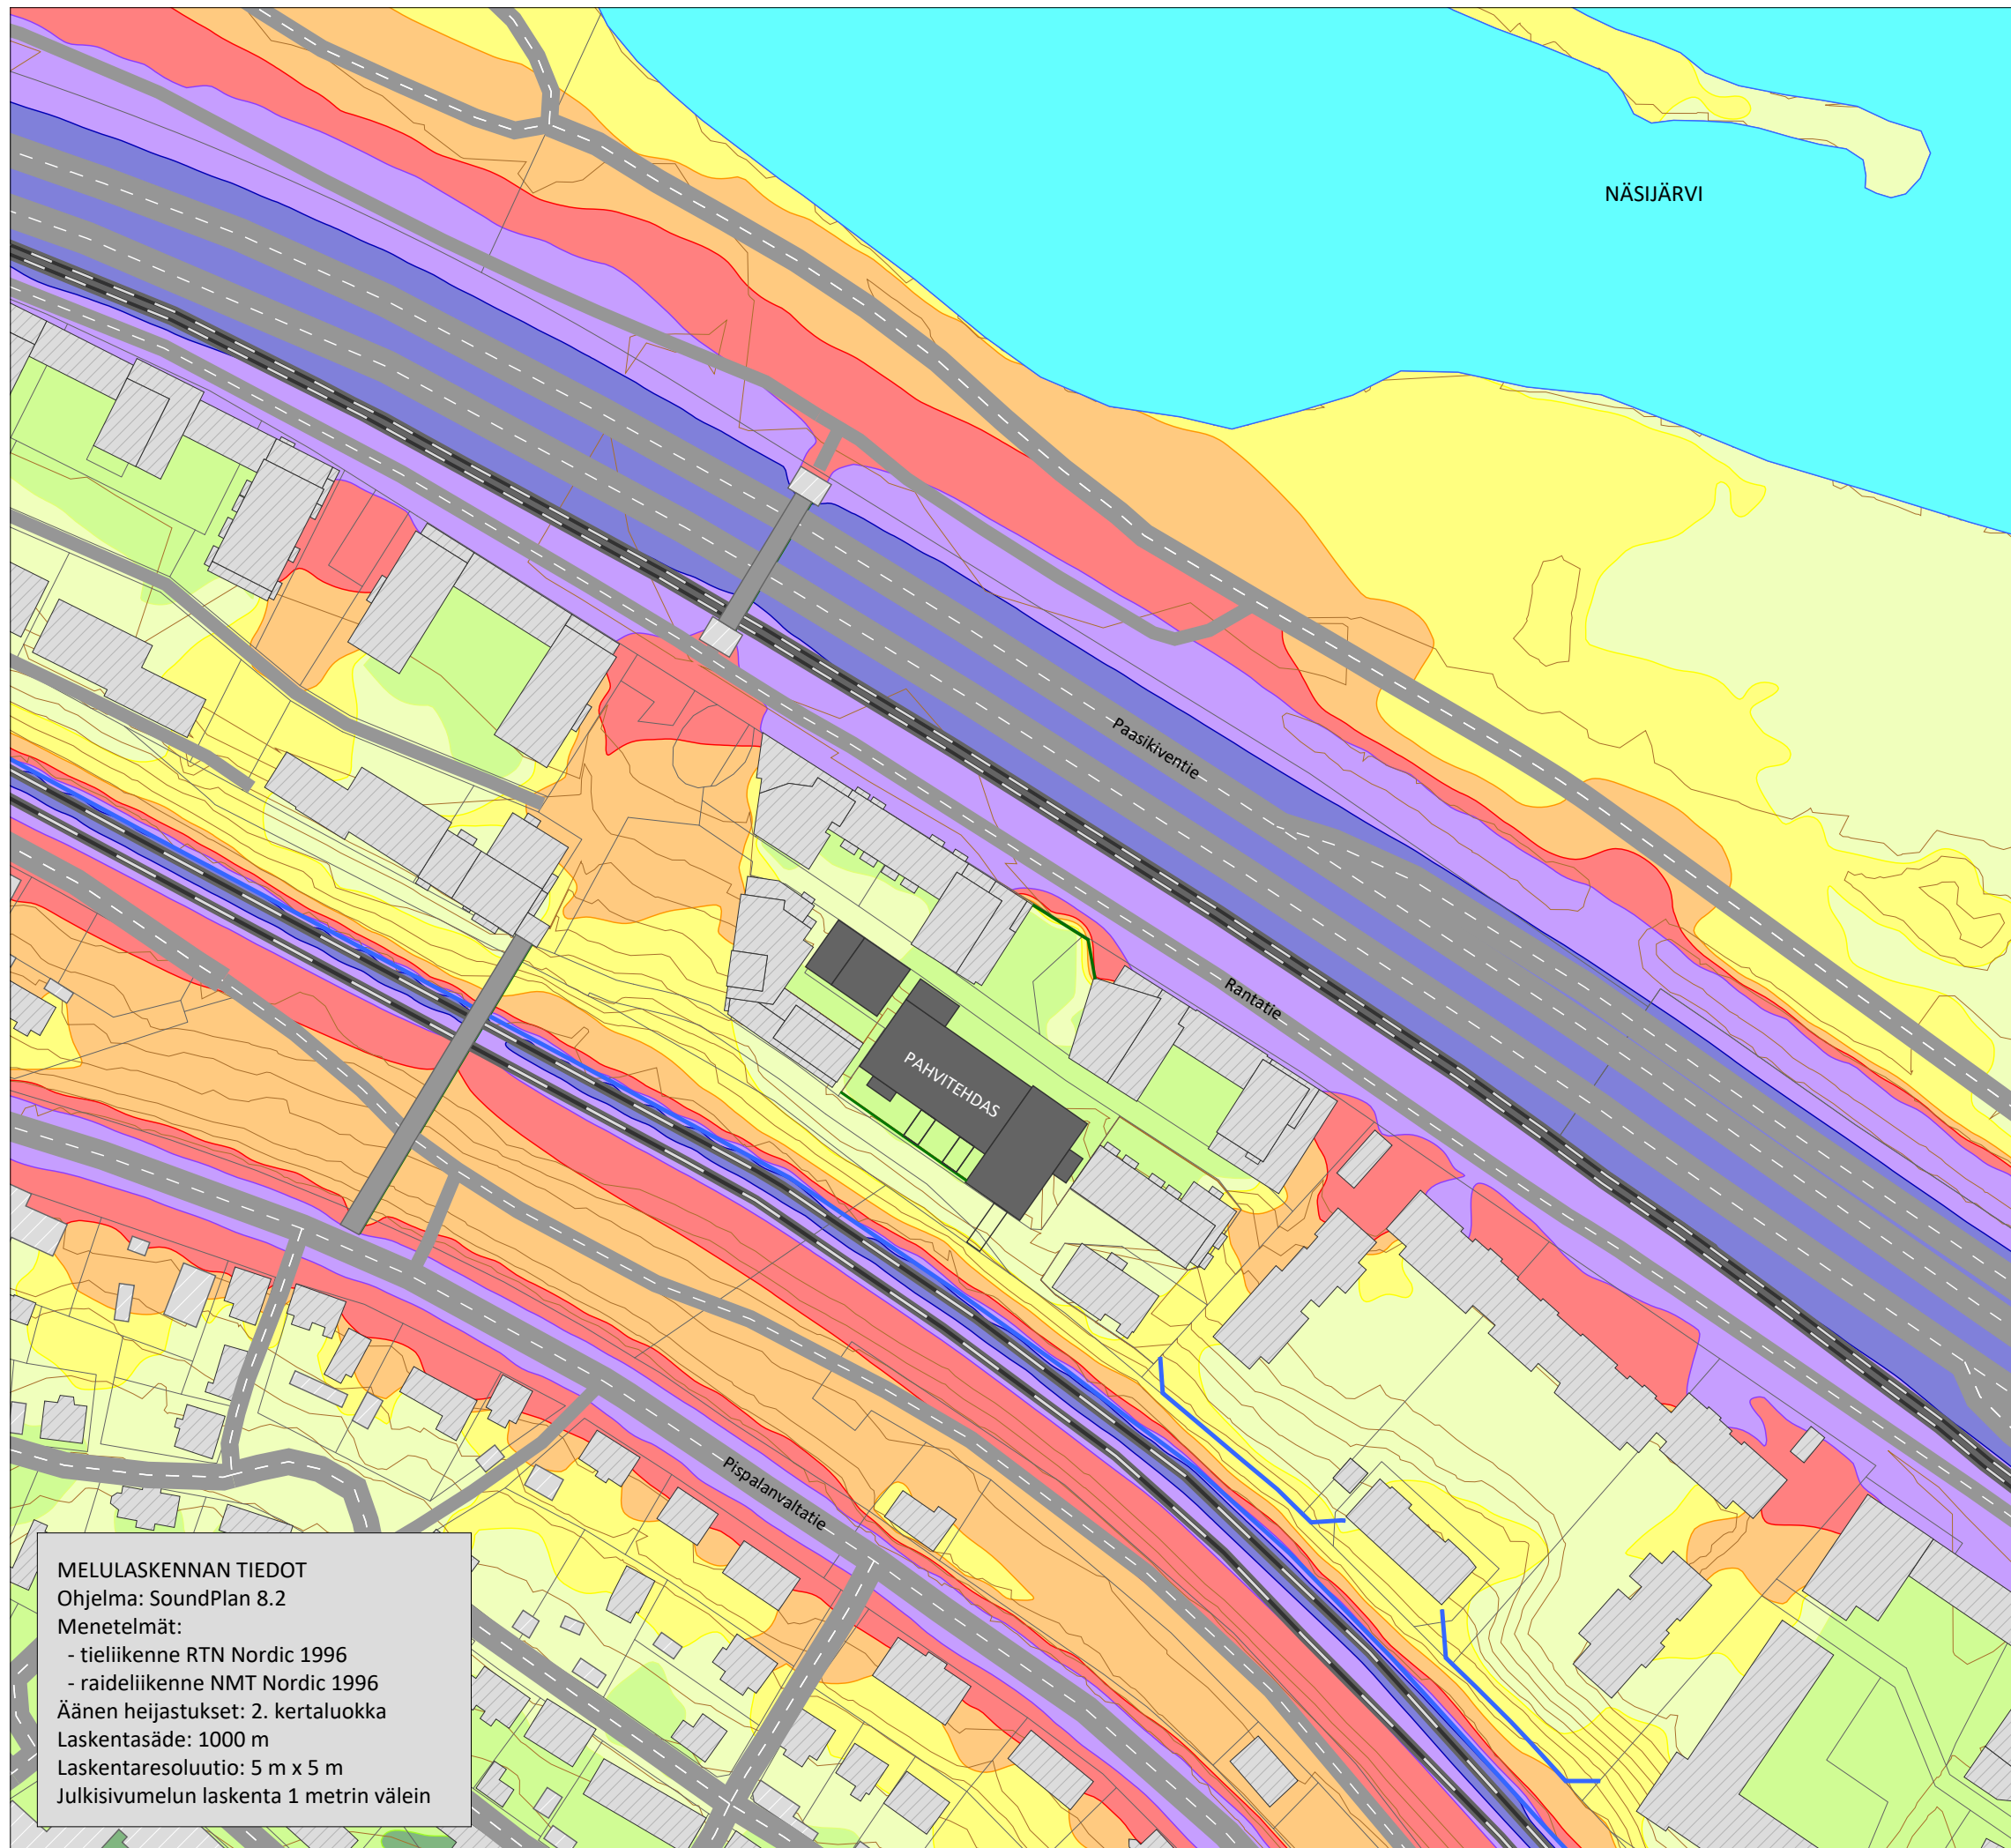 NÄSIJÄRVI
Paasikiventie
Rantatie
PAHVITEHDAS
Pispalanvaltatie
MELULASKENNAN TIEDOT
Ohjelma: SoundPlan 8.2
Menetelmät:
- tieliikenne RTN Nordic 1996
- raideliikenne NMT Nordic 1996
Äänen heijastukset: 2. kertaluokka
Laskentasäde: 1000 m
Laskentaresoluutio: 5 m x 5 m
Julkisivumelun laskenta 1 metrin välein